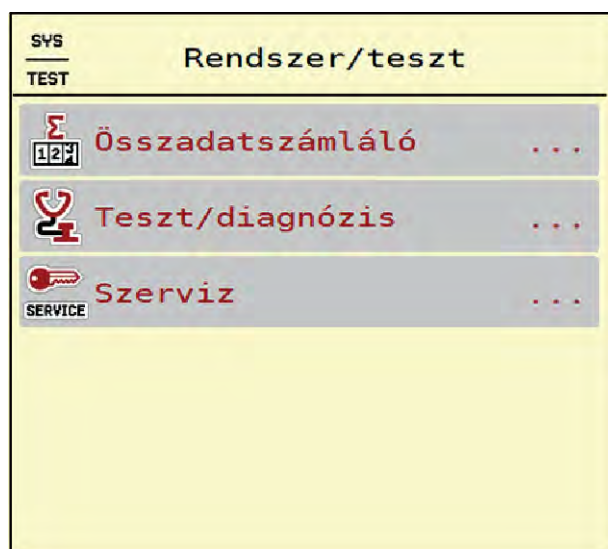 SYS
TEST
Rendszer/teszt
Összadatszámláló ...
Teszt/diagnózis ...
SERVICE Szerviz ...